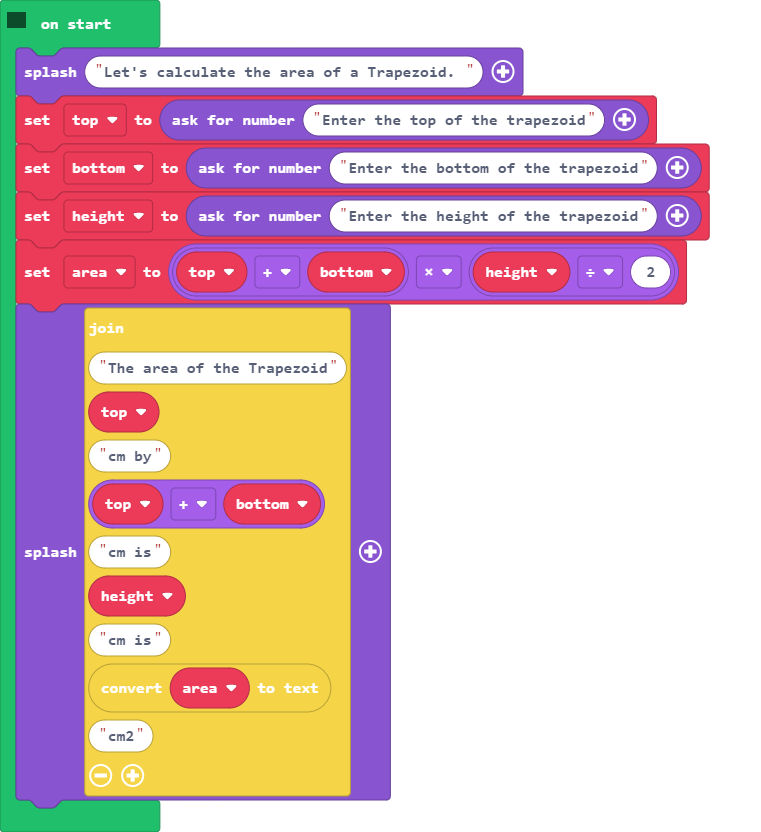 on start
splash "Let's calculate the area of a Trapezoid. "
set top to ask for number "Enter the top of the trapezoid"
set bottom to ask for number "Enter the bottom of the trapezoid"
set height to ask for number "Enter the height of the trapezoid"
set area to top + bottom × height ÷ 2
join
"The area of the Trapezoid"
top
"cm by"
top + bottom
splash "cm is"
height
"cm is"
convert area to text
"cm2"